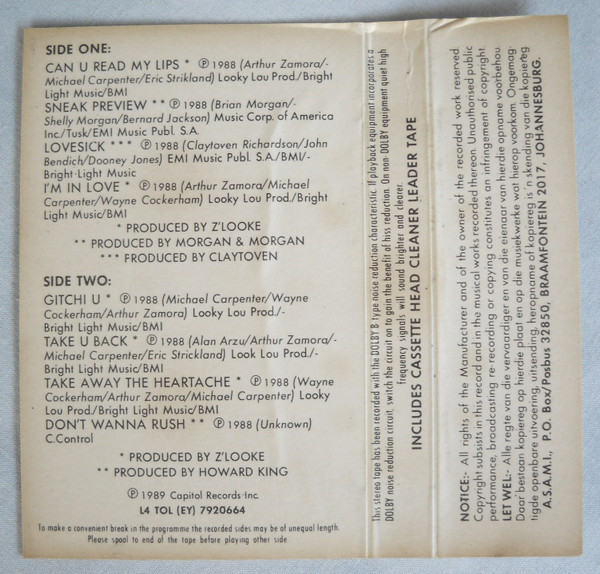 SIDE ONE:
CAN U READ MY LIPS * ℗ 1988 (Arthur Zamora/-
Michael Carpenter/Eric Strikland) Looky Lou Prod./Bright
Light Music/BMI
SNEAK PREVIEW * * ℗ 1988 (Brian Morgan/-
Shelly Morgan/Bernard Jackson) Music Corp. of America
Inc./Tusk/EMI Music Publ. S.A.
LOVESICK * * * ℗ 1988 (Claytoven Richardson/John
Bendich/Dooney Jones) EMI Music Publ. S.A./BMI/-
Bright-Light Music
I'M IN LOVE * ℗ 1988 (Arthur Zamora/Michael
Carpenter/Wayne Cockerham) Looky Lou Prod./Bright
Light Music/BMI
* PRODUCED BY Z'LOOKE
* * PRODUCED BY MORGAN & MORGAN
* * * PRODUCED BY CLAYTOVEN
SIDE TWO:
GITCHI U * ℗ 1988 (Michael Carpenter/Wayne
Cockerham/Arthur Zamora) Looky Lou Prod./-
Bright Light Music/BMI
TAKE U BACK * ℗ 1988 (Alan Arzu/Arthur Zamora/-
Michael Carpenter/Eric Strickland) Look Lou Prod./-
Bright Light Music/BMI
TAKE AWAY THE HEARTACHE * ℗ 1988 (Wayne
Cockerham/Arthur Zamora/Michael Carpenter) Looky
Lou Prod./Bright Light Music/BMI
DON'T WANNA RUSH * * ℗ 1988 (Unknown)
C.Control
* PRODUCED BY Z'LOOKE
* * PRODUCED BY HOWARD KING
℗ 1989 Capitol Records Inc.
L4 TOL (EY) 7920664
To make a convenient break in the programme the recorded sides may be of unequal length.
Please spool to end of the tape before playing other side
This stereo tape has been recorded with the DOLBY B Type noise reduction characteristic. If playback equipment incorporates a
DOLBY noise reduction circuit, switch the circuit on to gain the benefit of hiss reduction. On non-DOLBY equipment quiet high
frequency signals will sound brighter and clearer.
INCLUDES CASSETTE HEAD CLEANER LEADER TAPE
NOTICE:- All rights of the Manufacturer and of the owner of the recorded work reserved
Copyright subsists in this record and in the musical works recorded thereon. Unauthorised public
performance, broadcasting re-recording or copying constitutes an infringement of copyright.
LET WEL:- Alle regte van die vervaardiger en van die eienaar van hierdie opname voorbehou.
Daar bestaan kopiereg op hierdie plaat en op die musiekwerke wat hierop voorkom. Ongemag-
tigde openbare uitvoering, uitsending, heropname of kopiereg is 'n skending van die kopiereg
A.S.A.M.I., P.O. Box/Posbus 32850, BRAAMFONTEIN 2017, JOHANNESBURG.